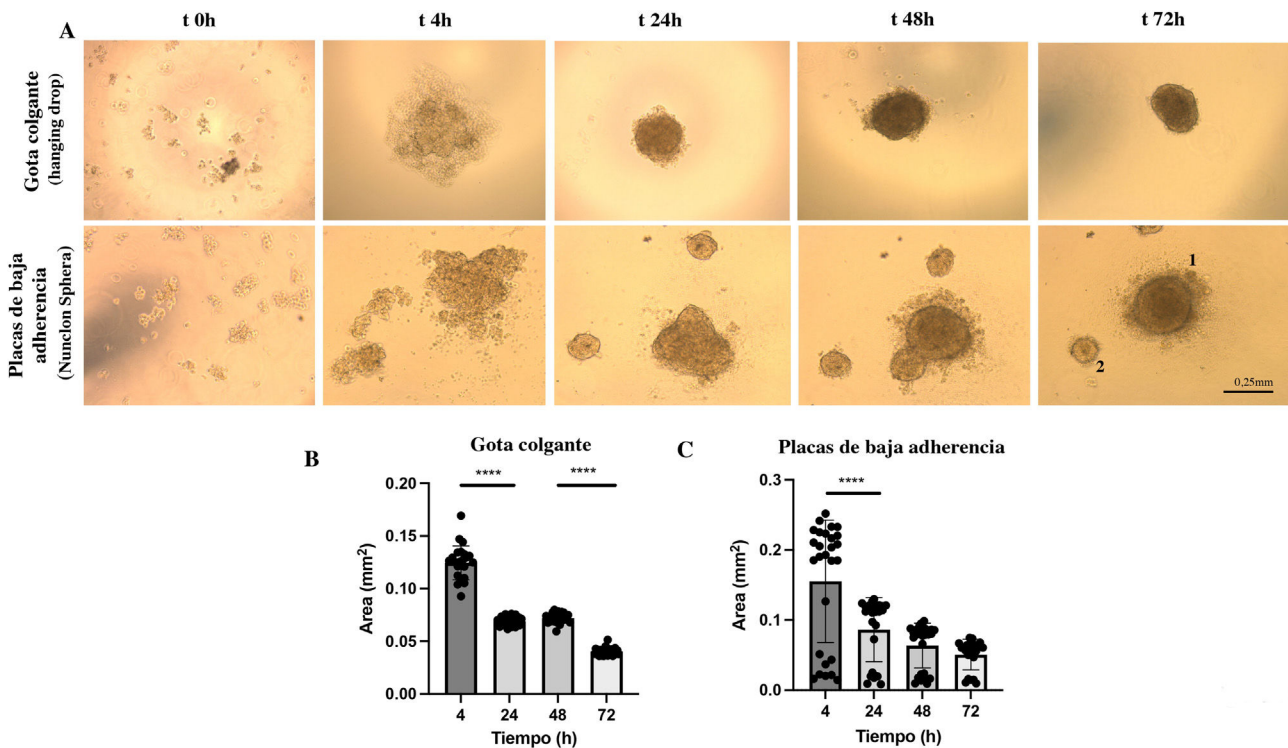 t 0h
t 4h
t 24h
t 48h
t 72h
A
Gota colgante
(hanging drop)
Placas de baja
adherencia
(Nunclon Sphera)
1
2
0,25mm
B
Gota colgante
****
****
0.20
0.15
0.10
0.05
0.00
Area (mm²)
4
24
48
72
Tiempo (h)
C
Placas de baja adherencia
****
0.3
0.2
0.1
0.0
Area (mm²)
4
24
48
72
Tiempo (h)